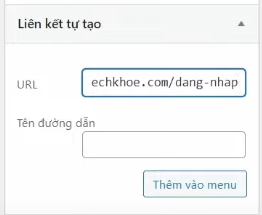 Liên kết tự tạo
URL
echkhoe.com/dang-nhap
Tên đường dẫn
Thêm vào menu